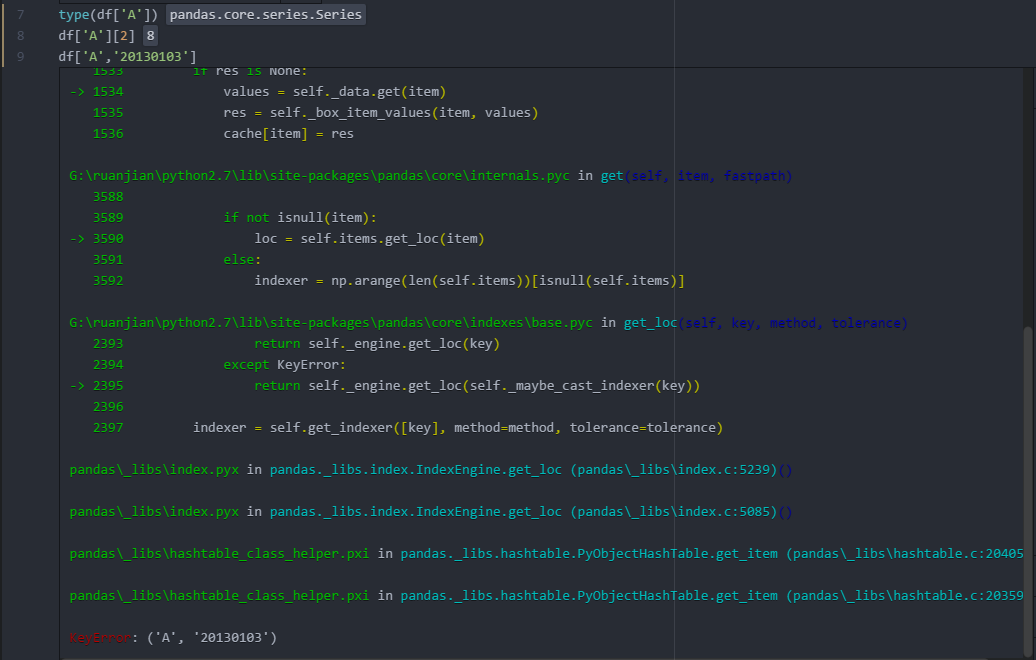 7 type(df['A']) pandas.core.series.Series
8 df['A'][2] 8
9 df['A','20130103']
1533 if res is None:
-> 1534 values = self._data.get(item)
1535 res = self._box_item_values(item, values)
1536 cache[item] = res
G:\ruanjian\python2.7\lib\site-packages\pandas\core\internals.pyc in get(self, item, fastpath)
3588
3589 if not isnull(item):
-> 3590 loc = self.items.get_loc(item)
3591 else:
3592 indexer = np.arange(len(self.items))[isnull(self.items)]
G:\ruanjian\python2.7\lib\site-packages\pandas\core\indexes\base.pyc in get_loc(self, key, method, tolerance)
2393 return self._engine.get_loc(key)
2394 except KeyError:
-> 2395 return self._engine.get_loc(self._maybe_cast_indexer(key))
2396
2397 indexer = self.get_indexer([key], method=method, tolerance=tolerance)
pandas\_libs\index.pyx in pandas._libs.index.IndexEngine.get_loc (pandas\_libs\index.c:5239)()
pandas\_libs\index.pyx in pandas._libs.index.IndexEngine.get_loc (pandas\_libs\index.c:5085)()
pandas\_libs\hashtable_class_helper.pxi in pandas._libs.hashtable.PyObjectHashTable.get_item (pandas\_libs\hashtable.c:20405
pandas\_libs\hashtable_class_helper.pxi in pandas._libs.hashtable.PyObjectHashTable.get_item (pandas\_libs\hashtable.c:20359
KeyError: ('A', '20130103')